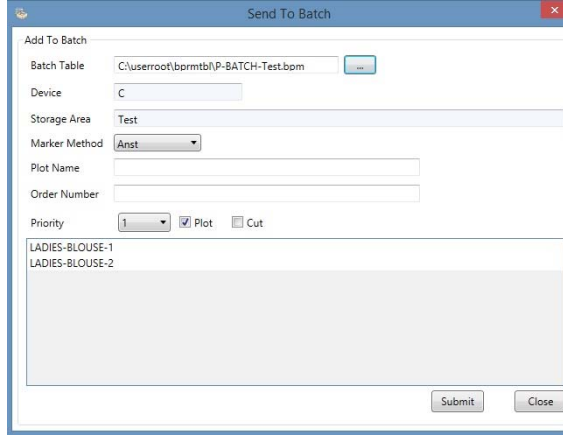 Send To Batch
Add To Batch
Batch Table C:\userroot\bprmtbl\P-BATCH-Test.bpm ...
Device C
Storage Area Test
Marker Method Anst
Plot Name
Order Number
Priority 1 Plot Cut
LADIES-BLOUSE-1
LADIES-BLOUSE-2
Submit Close